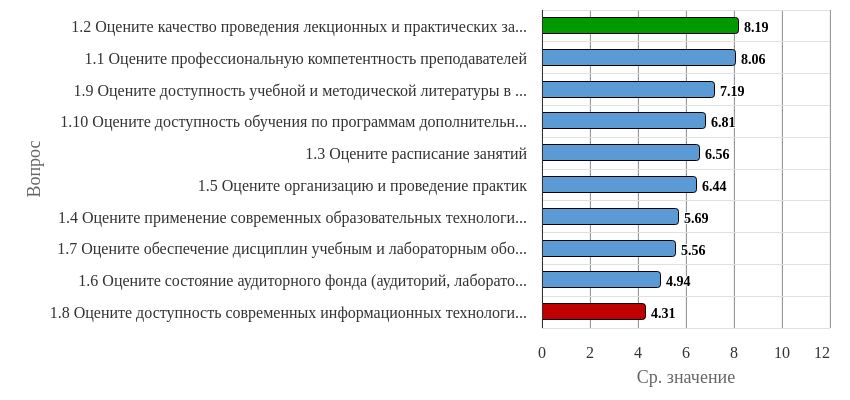 1.2 Оцените качество проведения лекционных и практических за... 8.19
1.1 Оцените профессиональную компетентность преподавателей 8.06
1.9 Оцените доступность учебной и методической литературы в ... 7.19
1.10 Оцените доступность обучения по программам дополнительн... 6.81
1.3 Оцените расписание занятий 6.56
1.5 Оцените организацию и проведение практик 6.44
1.4 Оцените применение современных образовательных технологи... 5.69
1.7 Оцените обеспечение дисциплин учебным и лабораторным обо... 5.56
1.6 Оцените состояние аудиторного фонда (аудиторий, лаборато... 4.94
1.8 Оцените доступность современных информационных технологи... 4.31
Вопрос
0 2 4 6 8 10 12
Ср. значение